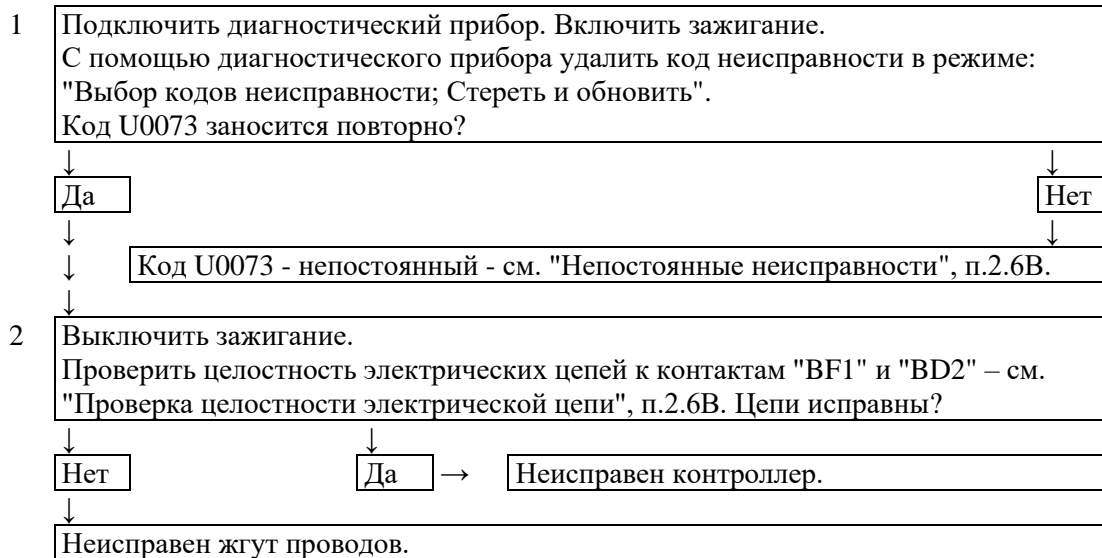 1 Подключить диагностический прибор. Включить зажигание.
С помощью диагностического прибора удалить код неисправности в режиме:
"Выбор кодов неисправности; Стереть и обновить".
Код U0073 заносится повторно?
↓ ↓
Да Нет
↓ ↓
↓ Код U0073 - непостоянный - см. "Непостоянные неисправности", п.2.6В.
↓
2 Выключить зажигание.
Проверить целостность электрических цепей к контактам "BF1" и "BD2" – см.
"Проверка целостности электрической цепи", п.2.6В. Цепи исправны?
↓ ↓
Нет Да → Неисправен контроллер.
↓
Неисправен жгут проводов.